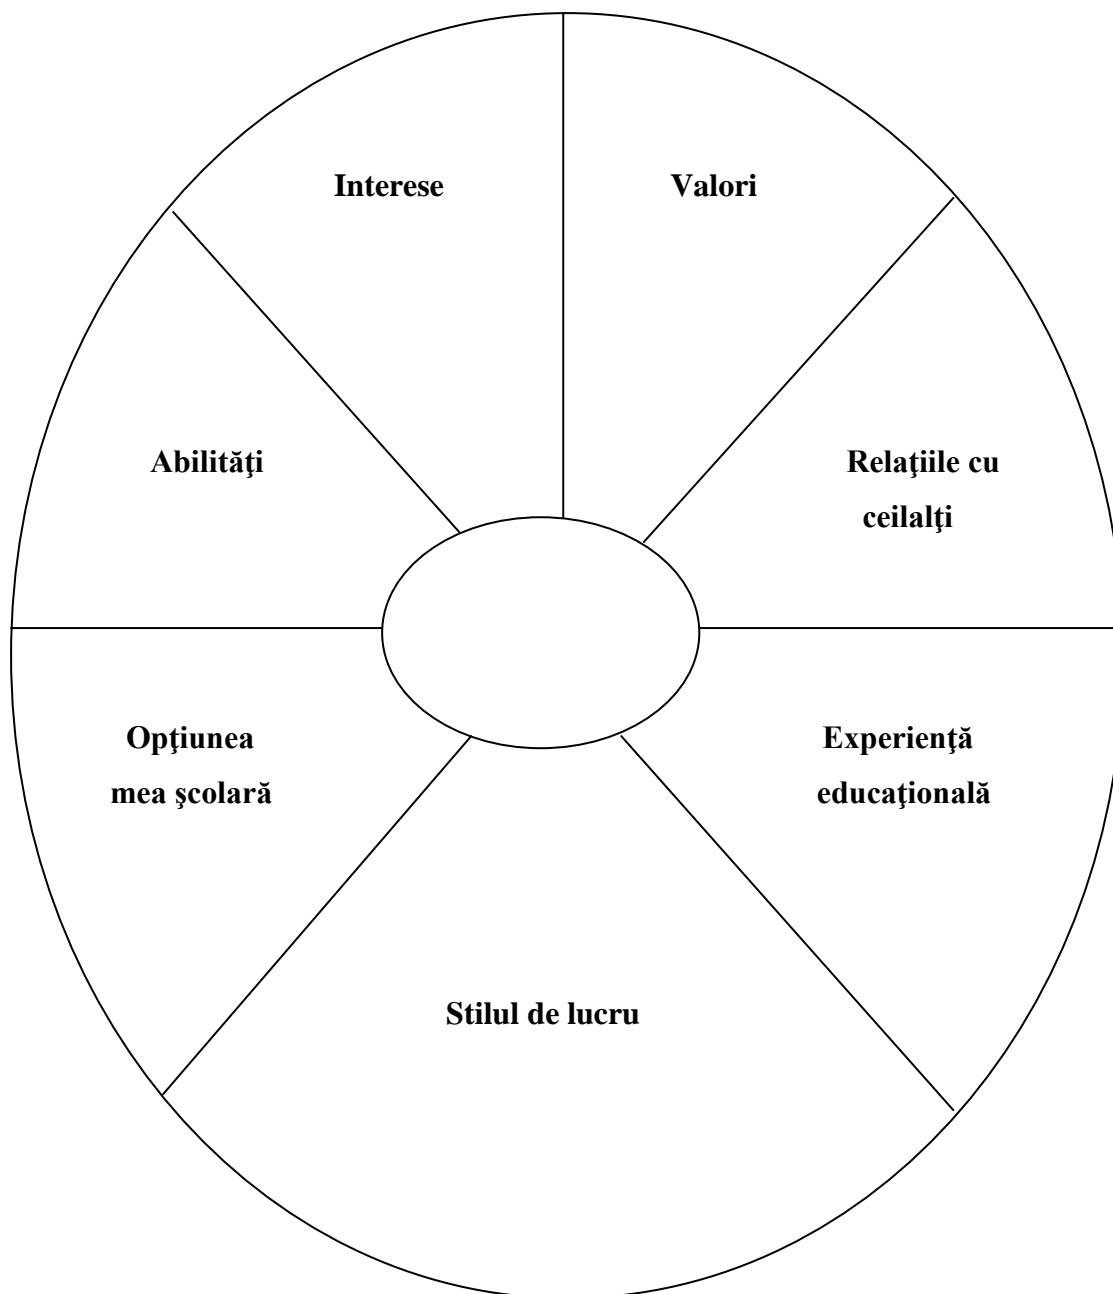 Interese
Valori
Abilităţi
Relaţiile cu
ceilalţi
Opţiunea
mea şcolară
Experienţă
educaţională
Stilul de lucru